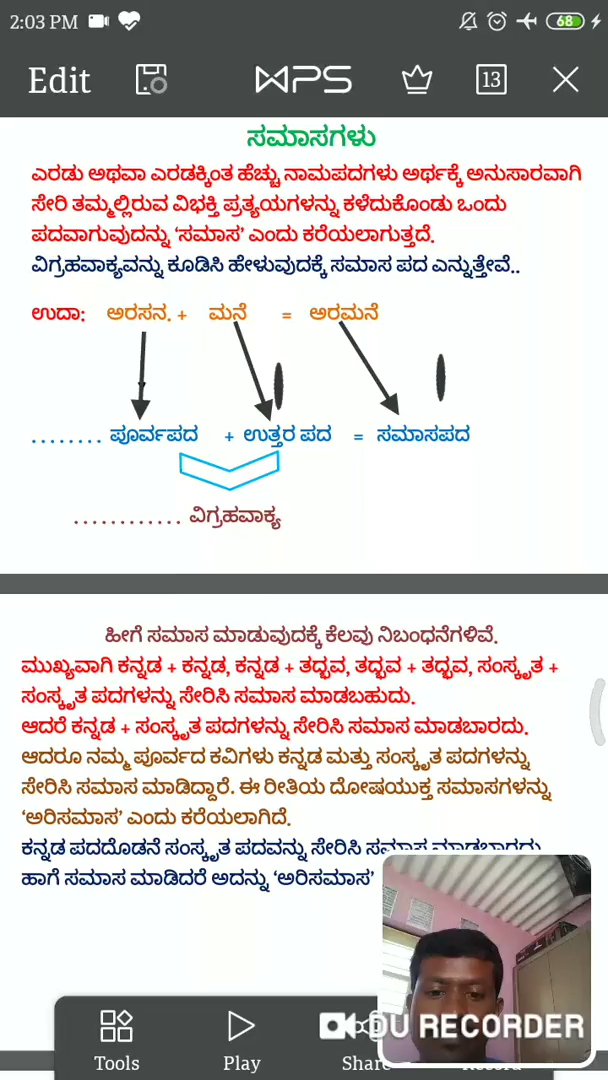 2:03 PM 68
Edit WPS 13
ಸಮಾಸಗಳು
ಎರಡು ಅಥವಾ ಎರಡಕ್ಕಿಂತ ಹೆಚ್ಚು ನಾಮಪದಗಳು ಅರ್ಥಕ್ಕೆ ಅನುಸಾರವಾಗಿ
ಸೇರಿ ತಮ್ಮಲ್ಲಿರುವ ವಿಭಕ್ತಿ ಪ್ರತ್ಯಯಗಳನ್ನು ಕಳೆದುಕೊಂಡು ಒಂದು
ಪದವಾಗುವುದನ್ನು ‘ಸಮಾಸ’ ಎಂದು ಕರೆಯಲಾಗುತ್ತದೆ.
ವಿಗ್ರಹವಾಕ್ಯವನ್ನು ಕೂಡಿಸಿ ಹೇಳುವುದಕ್ಕೆ ಸಮಾಸ ಪದ ಎನ್ನುತ್ತೇವೆ..
ಉದಾ: ಅರಸನ. + ಮನೆ = ಅರಮನೆ
........ ಪೂರ್ವಪದ + ಉತ್ತರ ಪದ = ಸಮಾಸಪದ
............ ವಿಗ್ರಹವಾಕ್ಯ
ಹೀಗೆ ಸಮಾಸ ಮಾಡುವುದಕ್ಕೆ ಕೆಲವು ನಿಬಂಧನೆಗಳಿವೆ.
ಮುಖ್ಯವಾಗಿ ಕನ್ನಡ + ಕನ್ನಡ, ಕನ್ನಡ + ತದ್ಭವ, ತದ್ಭವ + ತದ್ಭವ, ಸಂಸ್ಕೃತ +
ಸಂಸ್ಕೃತ ಪದಗಳನ್ನು ಸೇರಿಸಿ ಸಮಾಸ ಮಾಡಬಹುದು.
ಆದರೆ ಕನ್ನಡ + ಸಂಸ್ಕೃತ ಪದಗಳನ್ನು ಸೇರಿಸಿ ಸಮಾಸ ಮಾಡಬಾರದು.
ಆದರೂ ನಮ್ಮ ಪೂರ್ವದ ಕವಿಗಳು ಕನ್ನಡ ಮತ್ತು ಸಂಸ್ಕೃತ ಪದಗಳನ್ನು
ಸೇರಿಸಿ ಸಮಾಸ ಮಾಡಿದ್ದಾರೆ. ಈ ರೀತಿಯ ದೋಷಯುಕ್ತ ಸಮಾಸಗಳನ್ನು
‘ಅರಿಸಮಾಸ’ ಎಂದು ಕರೆಯಲಾಗಿದೆ.
ಕನ್ನಡ ಪದದೊಡನೆ ಸಂಸ್ಕೃತ ಪದವನ್ನು ಸೇರಿಸಿ ಸಮಾಸ ಮಾಡಬಾರದು
ಹಾಗೆ ಸಮಾಸ ಮಾಡಿದರೆ ಅದನ್ನು ‘ಅರಿಸಮಾಸ’
DU RECORDER
Tools Play Share Record